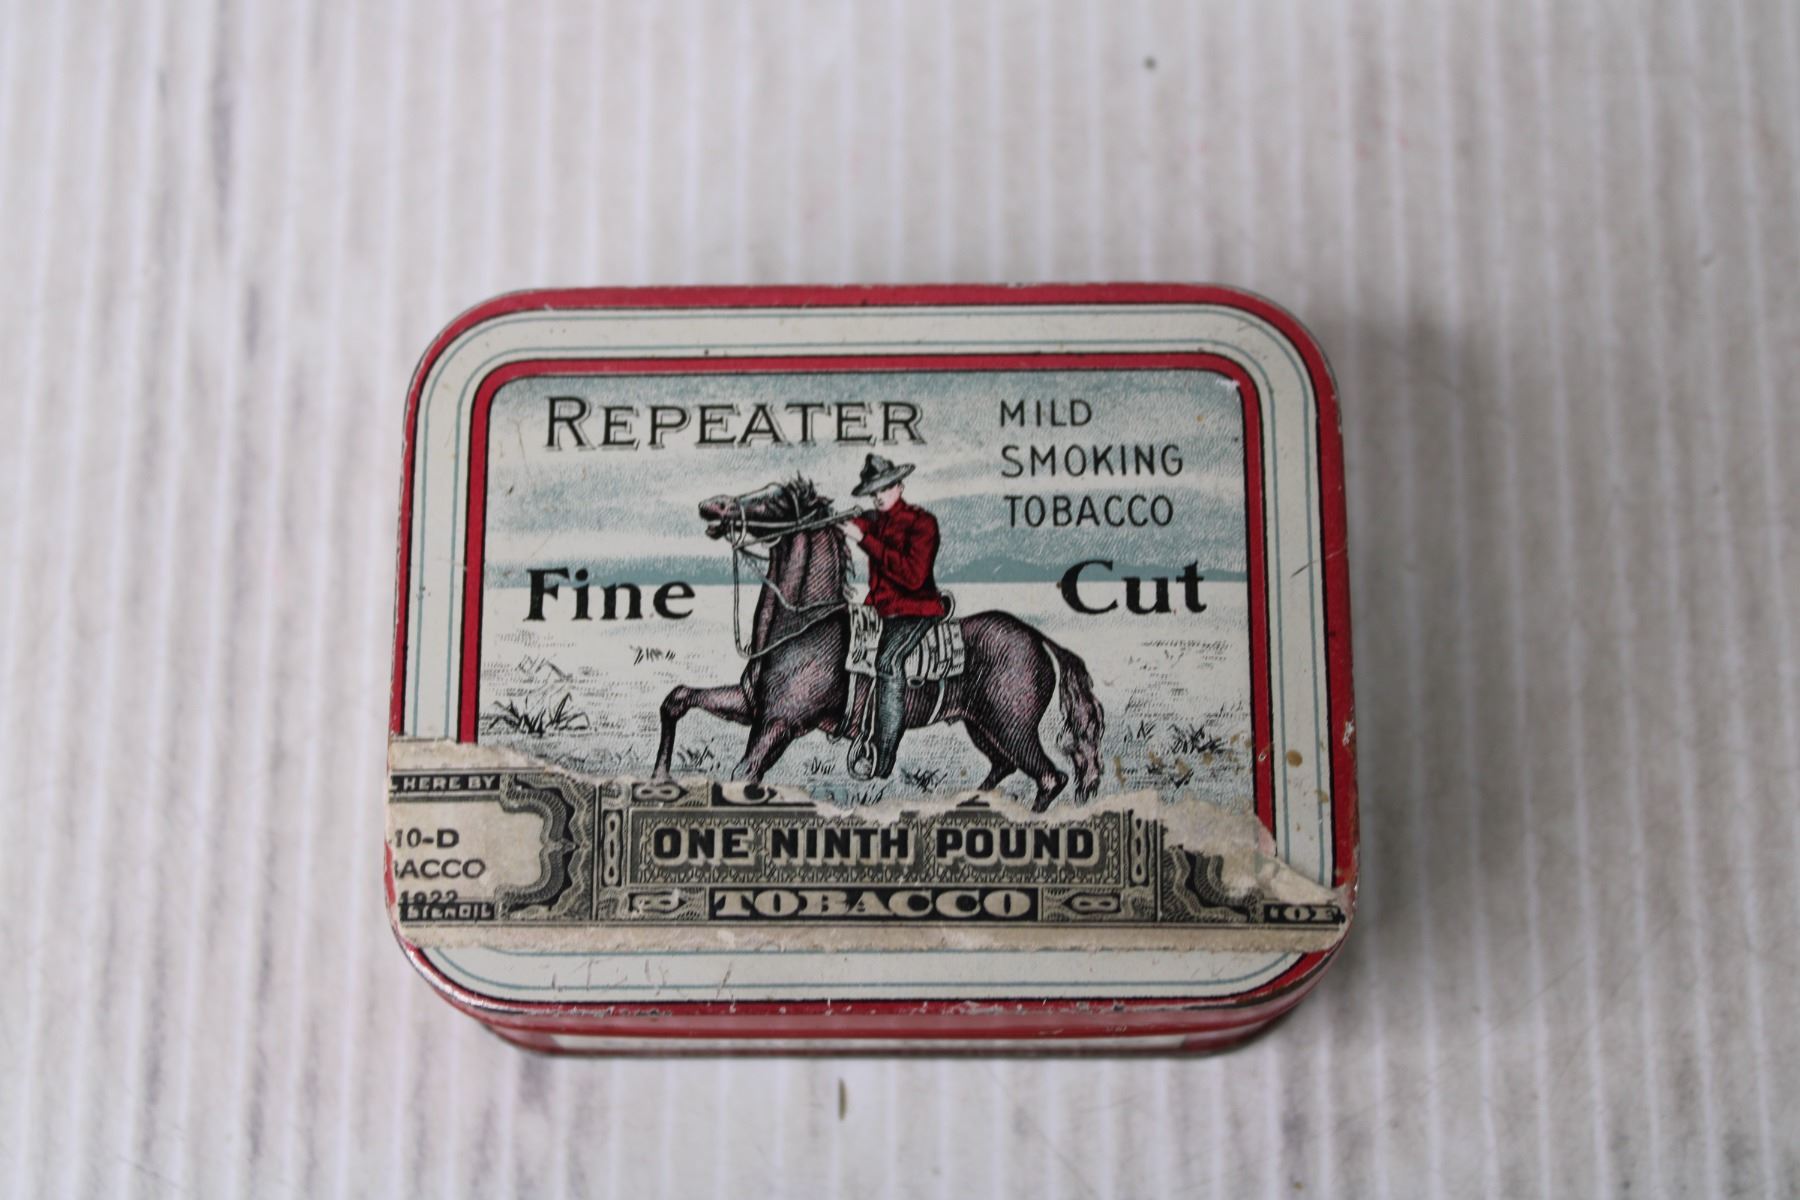 REPEATER
MILD
SMOKING
TOBACCO
Fine Cut
HERE BY
10-D
ACCO
1922
ONE NINTH POUND
TOBACCO